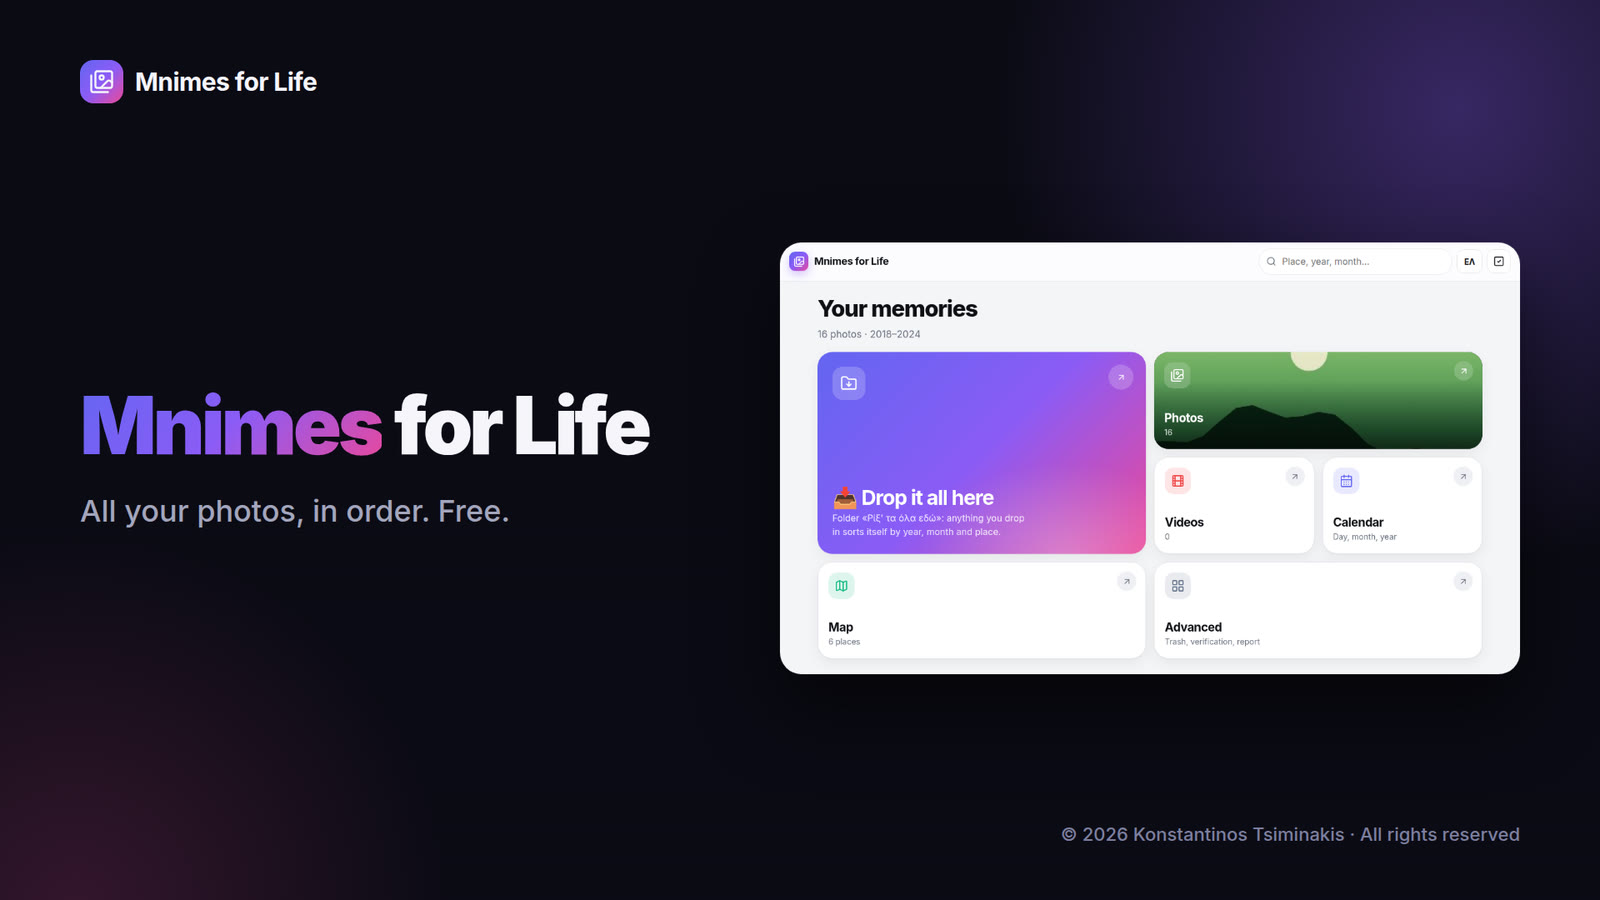 Mnimes for Life
Mnimes for Life
All your photos, in order. Free.
Mnimes for Life
Place, year, month...
ΕΛ
Your memories
16 photos · 2018–2024
📥 Drop it all here
Folder «Ρίξ' τα όλα εδώ»: anything you drop
in sorts itself by year, month and place.
Photos
16
Videos
0
Calendar
Day, month, year
Map
6 places
Advanced
Trash, verification, report
© 2026 Konstantinos Tsiminakis · All rights reserved